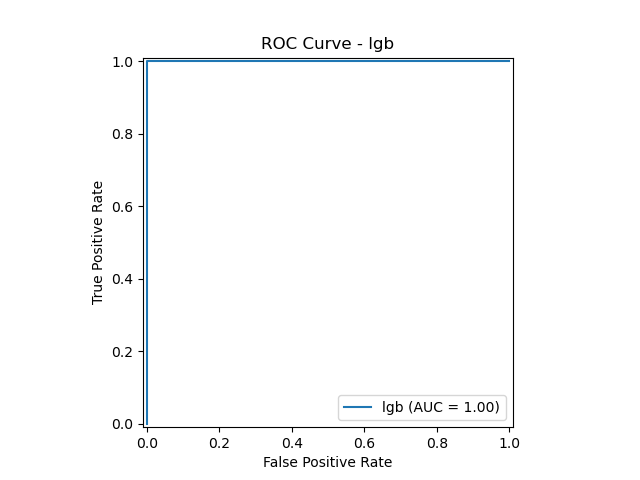 ROC Curve - lgb
True Positive Rate
1.0
0.8
0.6
0.4
0.2
0.0
lgb (AUC = 1.00)
0.0 0.2 0.4 0.6 0.8 1.0
False Positive Rate